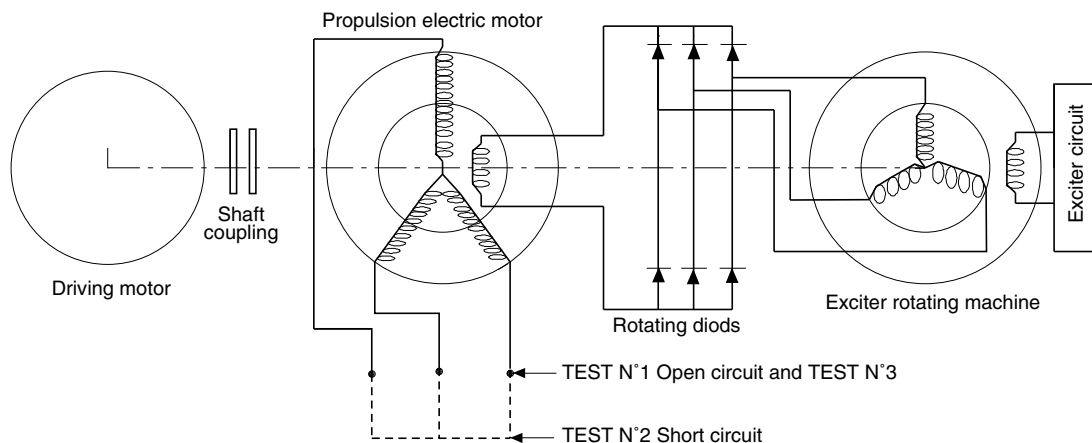 Propulsion electric motor
Shaft
coupling
Driving motor
Rotating diods
Exciter rotating machine
Exciter circuit
TEST N°1 Open circuit and TEST N°3
TEST N°2 Short circuit